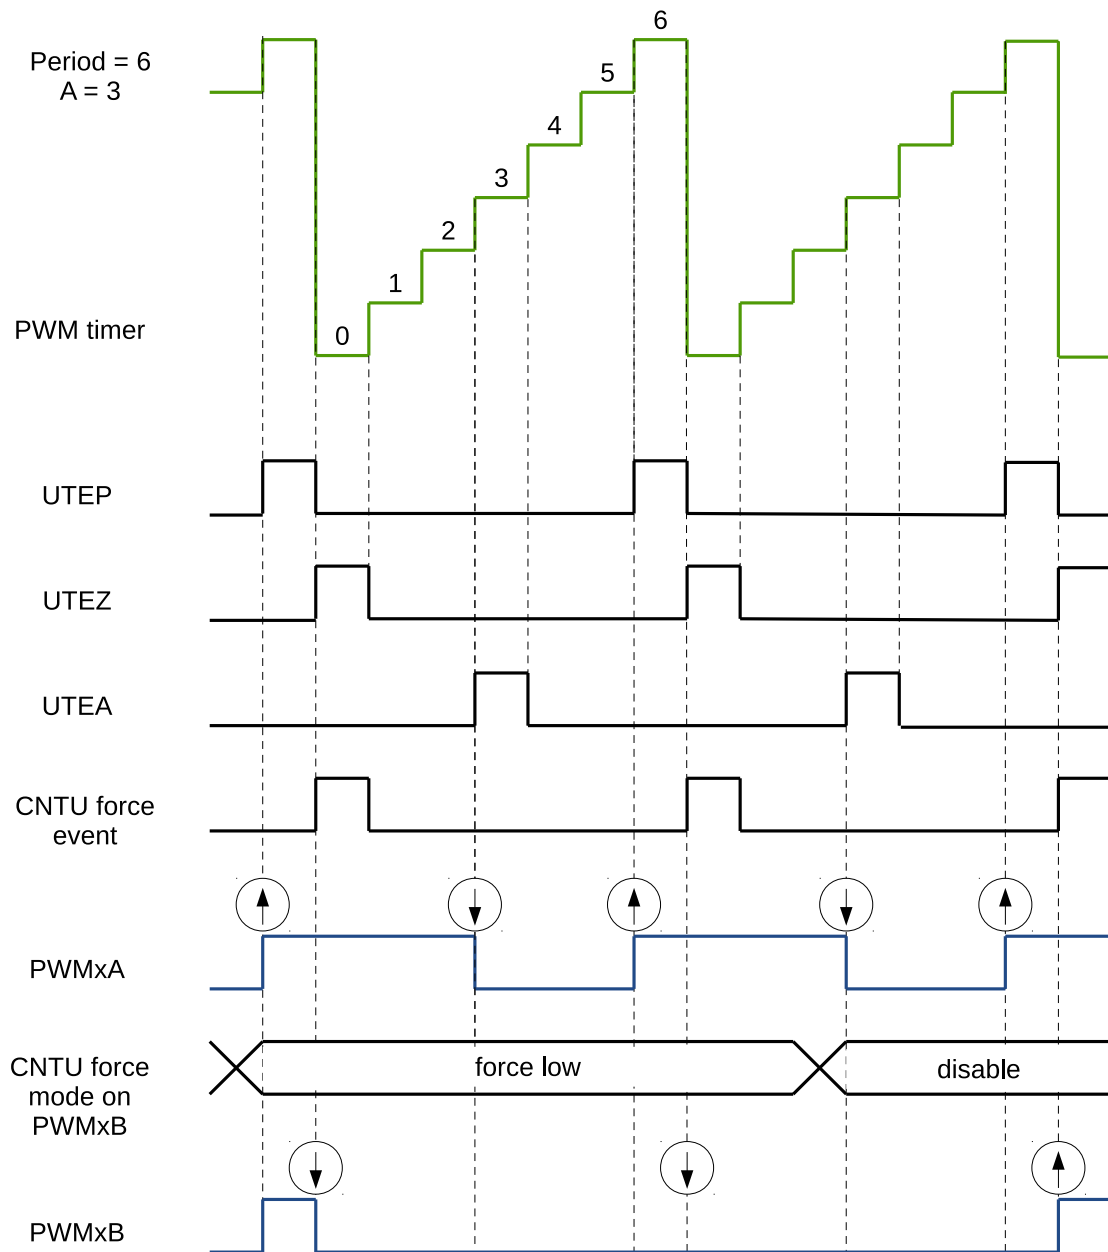 6
Period = 6
A = 3
5
4
3
2
1
PWM timer
0
UTEP
UTEZ
UTEA
CNTU force
event
PWMxA
CNTU force
mode on
PWMxB
force low
disable
PWMxB